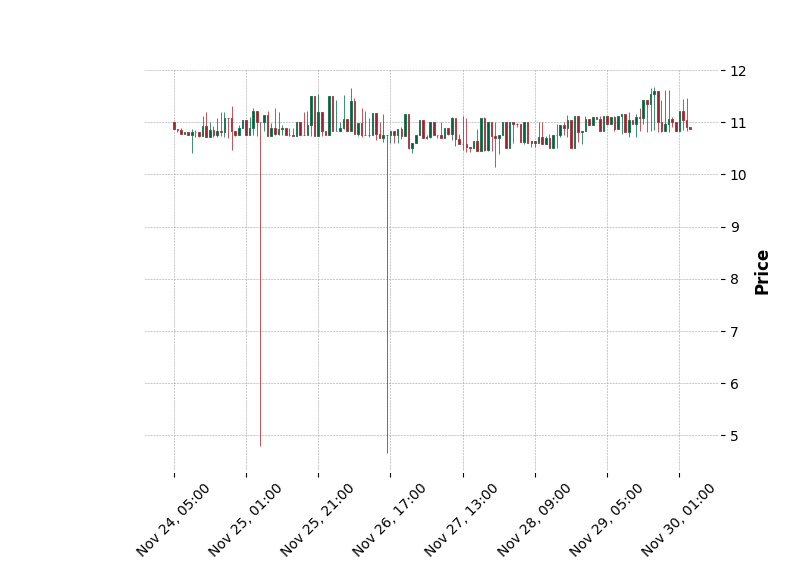 12
11
10
9
8
7
6
5
Price
Nov 24, 05:00
Nov 25, 01:00
Nov 25, 21:00
Nov 26, 17:00
Nov 27, 13:00
Nov 28, 09:00
Nov 29, 05:00
Nov 30, 01:00